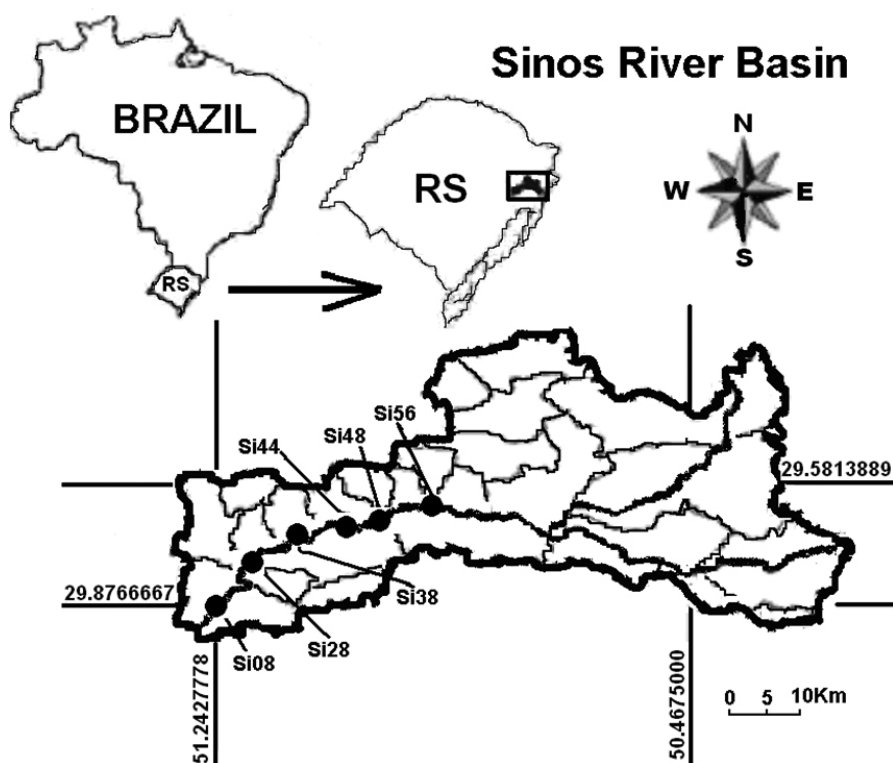 Sinos River Basin
BRAZIL
RS
RS
N
W
E
S
Si56
Si48
Si44
29.5813889
29.8766667
Si38
Si28
Si08
51.2427778
50.4675000
0 5 10Km